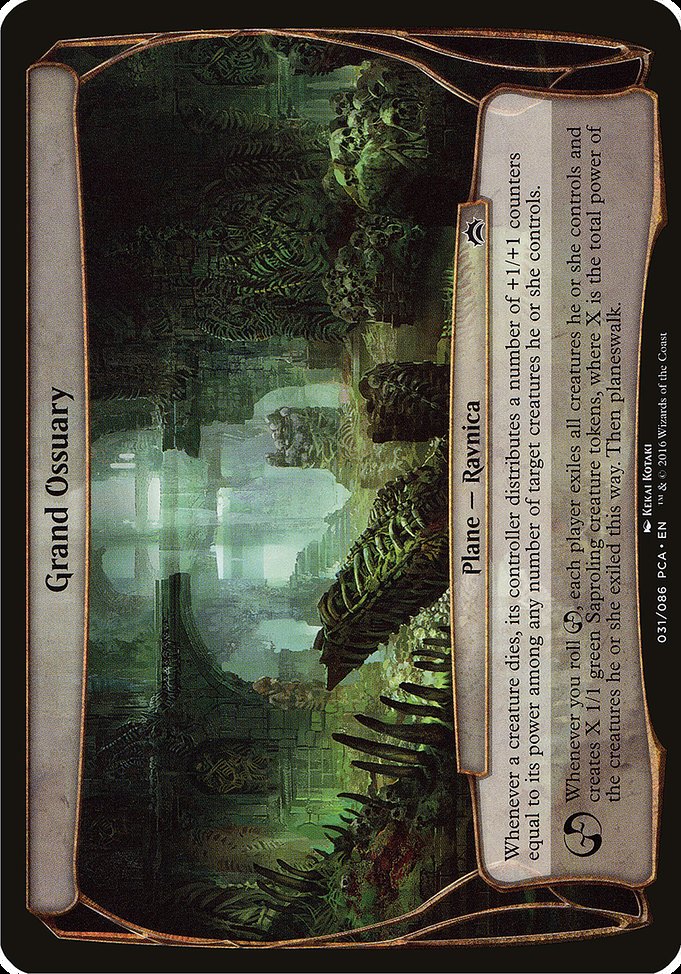 Grand Ossuary
Plane — Ravnica
Whenever a creature dies, its controller distributes a number of +1/+1 counters
equal to its power among any number of target creatures he or she controls.
Whenever you roll, each player exiles all creatures he or she controls and
creates X 1/1 green Saproling creature tokens, where X is the total power of
the creatures he or she exiled this way. Then planeswalk.
031/086 PCA • EN
KEKAI KOTAKI
™ & © 2016 Wizards of the Coast